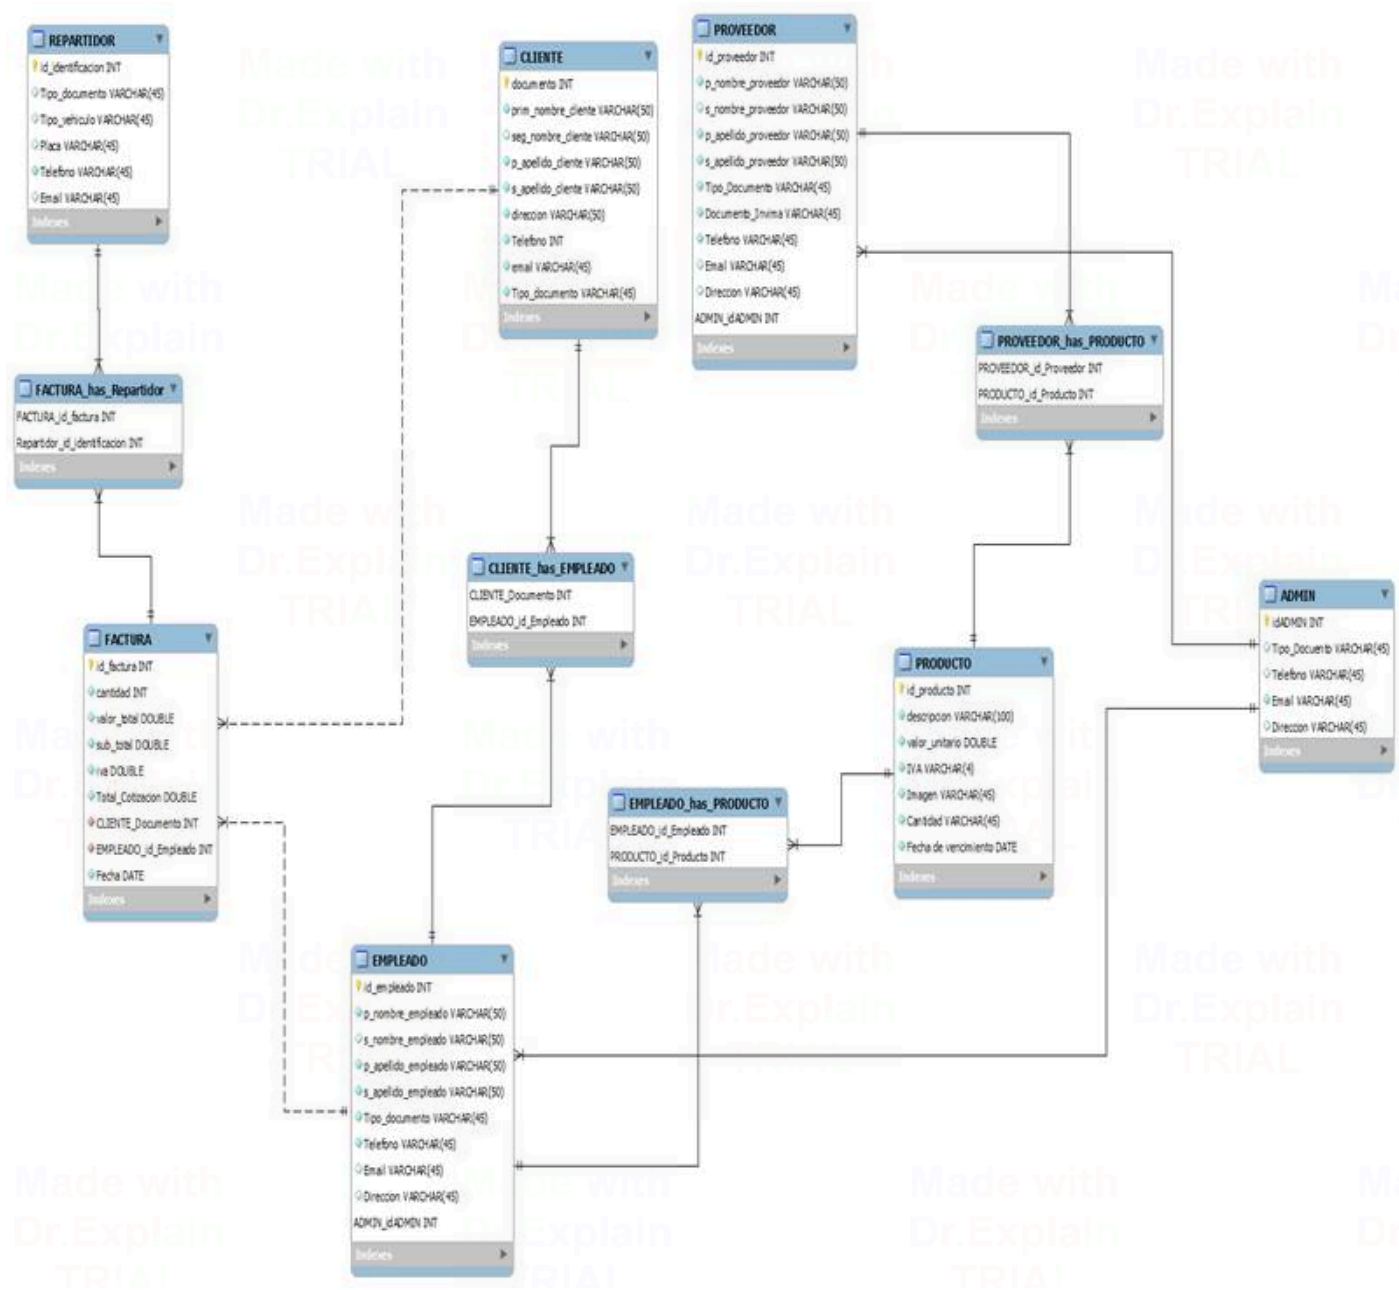 REPARTIDOR
id_identificacion INT
Tipo_documento VARCHAR(45)
Tipo_vehiculo VARCHAR(45)
Placa VARCHAR(45)
Telefono VARCHAR(45)
Email VARCHAR(45)
Indexes
CLIENTE
documento INT
prim_nombre_cliente VARCHAR(50)
seg_nombre_cliente VARCHAR(50)
p_apellido_cliente VARCHAR(50)
s_apellido_cliente VARCHAR(50)
direccion VARCHAR(50)
Telefono INT
email VARCHAR(45)
Tipo_documento VARCHAR(45)
Indexes
PROVEEDOR
id_proveedor INT
p_nombre_proveedor VARCHAR(50)
s_nombre_proveedor VARCHAR(50)
p_apellido_proveedor VARCHAR(50)
s_apellido_proveedor VARCHAR(50)
Tipo_Documento VARCHAR(45)
Documento_Invima VARCHAR(45)
Telefono VARCHAR(45)
Email VARCHAR(45)
Direccion VARCHAR(45)
ADMIN_idADMIN INT
Indexes
PROVEEDOR_has_PRODUCTO
PROVEEDOR_id_Proveedor INT
PRODUCTO_id_Producto INT
Indexes
FACTURA_has_Repartidor
FACTURA_id_factura INT
Repartidor_id_identificacion INT
Indexes
CLIENTE_has_EMPLEADO
CLIENTE_Documento INT
EMPLEADO_id_Empleado INT
Indexes
ADMIN
idADMIN INT
Tipo_Docuento VARCHAR(45)
Telefono VARCHAR(45)
Email VARCHAR(45)
Direccion VARCHAR(45)
Indexes
FACTURA
id_factura INT
cantidad INT
valor_total DOUBLE
sub_total DOUBLE
iva DOUBLE
Total_Cotizacion DOUBLE
CLIENTE_Documento INT
EMPLEADO_id_Empleado INT
Fecha DATE
Indexes
PRODUCTO
id_producto INT
descripcion VARCHAR(100)
valor_unitario DOUBLE
IVA VARCHAR(4)
Imagen VARCHAR(45)
Cantidad VARCHAR(45)
Fecha de vencimiento DATE
Indexes
EMPLEADO_has_PRODUCTO
EMPLEADO_id_Empleado INT
PRODUCTO_id_Producto INT
Indexes
EMPLEADO
id_empleado INT
p_nombre_empleado VARCHAR(50)
s_nombre_empleado VARCHAR(50)
p_apellido_empleado VARCHAR(50)
s_apellido_empleado VARCHAR(50)
Tipo_documento VARCHAR(45)
Telefono VARCHAR(45)
Email VARCHAR(45)
Direccion VARCHAR(45)
ADMIN_idADMIN INT
Indexes
Made with
Dr.Explain
TRIAL